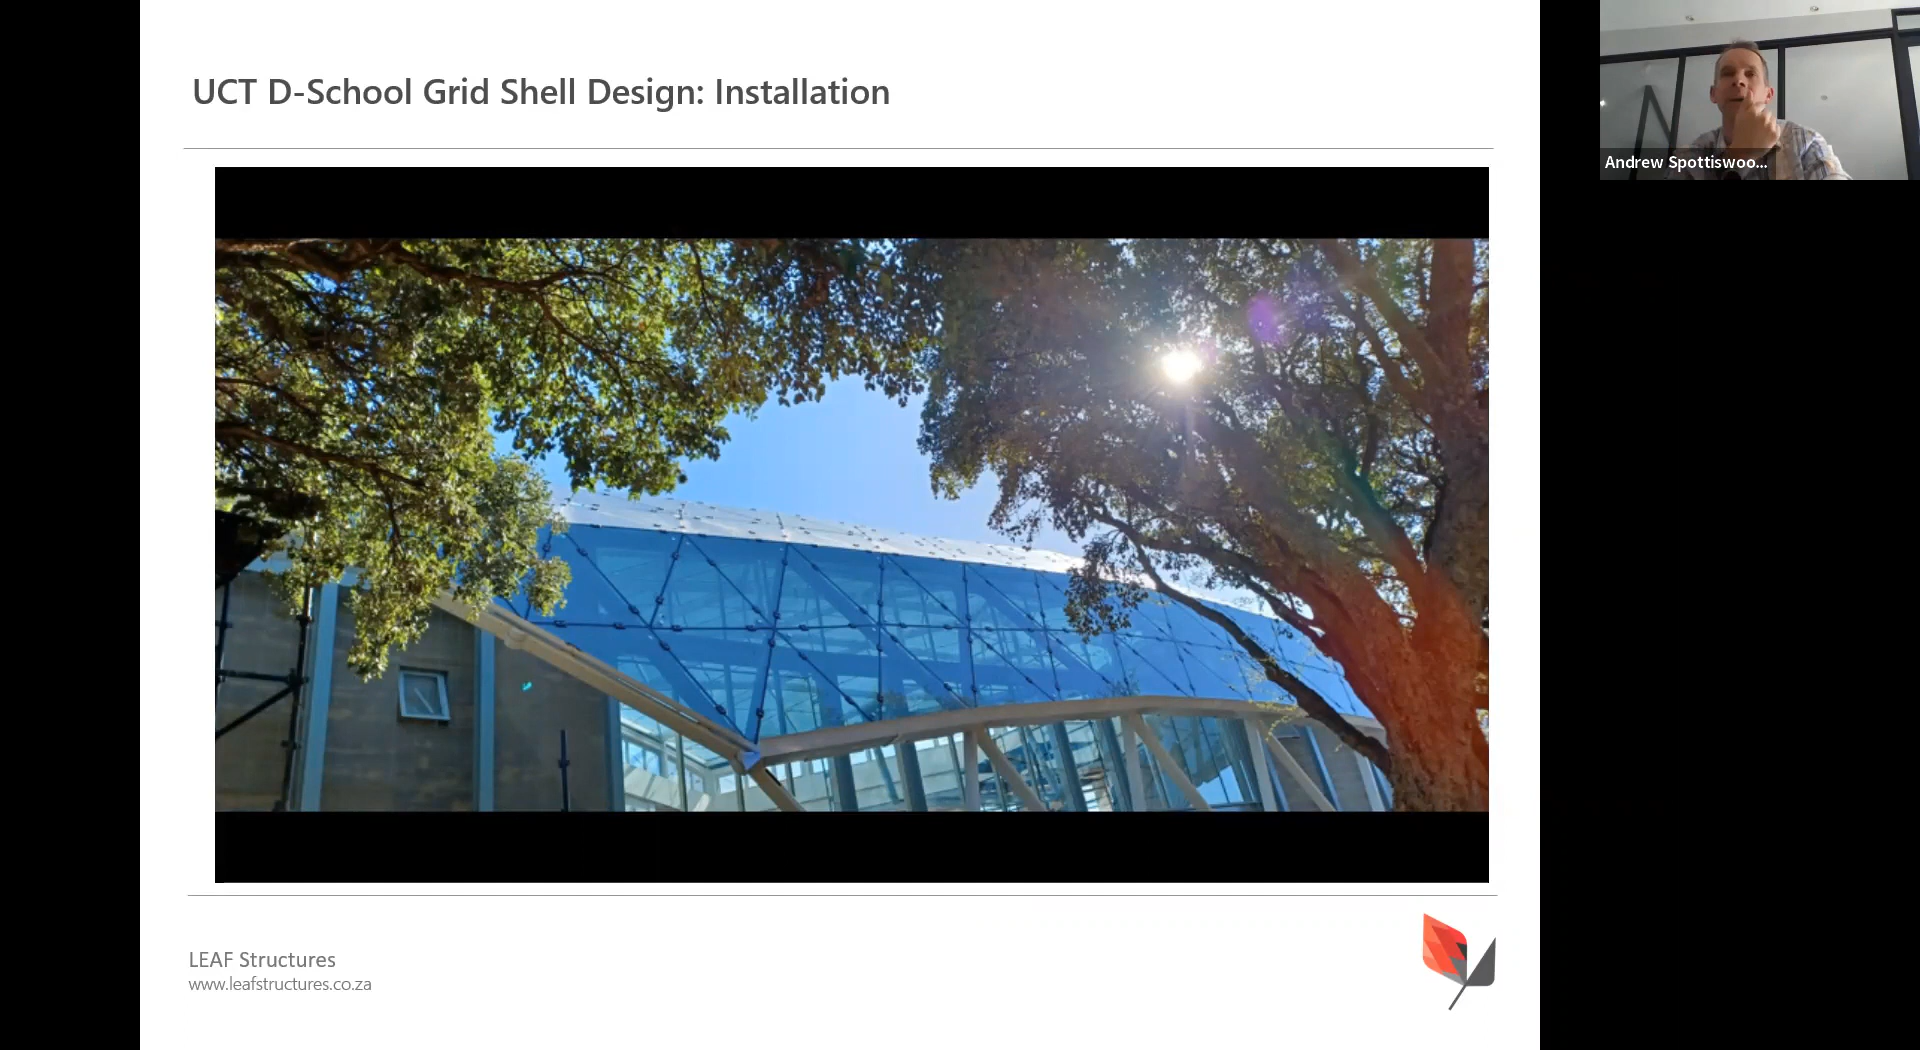 UCT D-School Grid Shell Design: Installation
Andrew Spottiswoo...
LEAF Structures
www.leafstructures.co.za